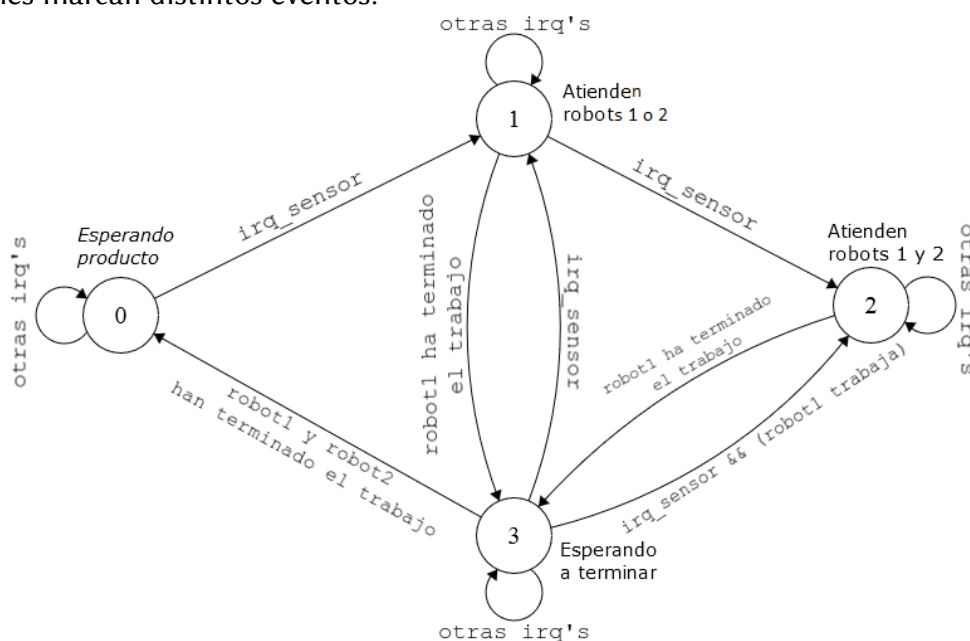 nes marcan distintos eventos.
otras irq's
Atienden
robots 1 o 2
1
irq_sensor
irq_sensor
Esperando
producto
otras irq's
0
robot1 ha terminado
el trabajo
irq_sensor
Atienden
robots 1 y 2
2
otras irq's
robot1 ha terminado
el trabajo
robot1 y robot2
han terminado el trabajo
irq_sensor && (robot1 trabaja)
3
Esperando
a terminar
otras irq's